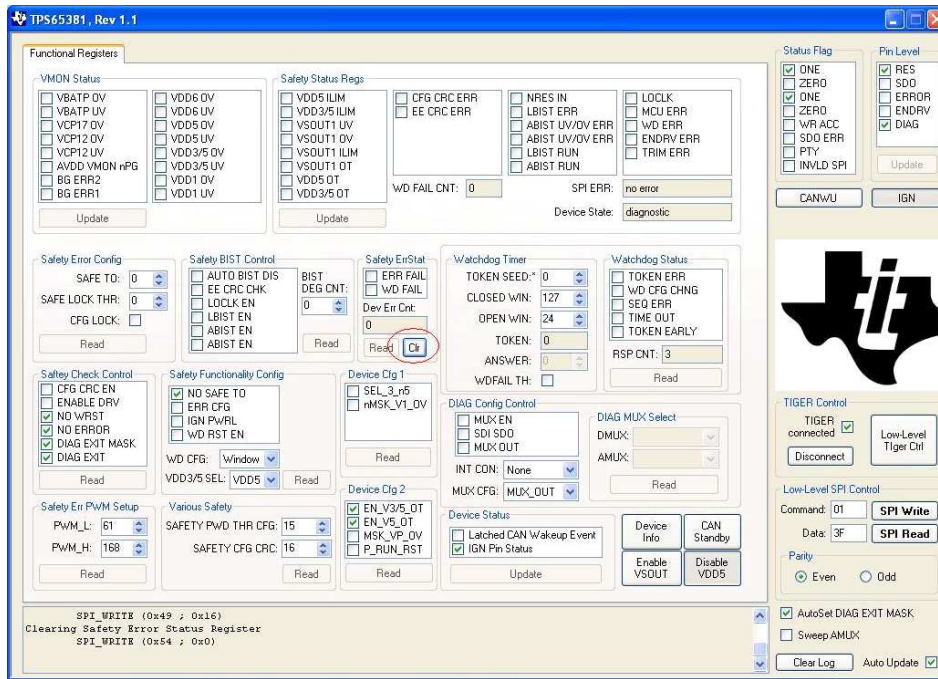 TPS65381, Rev 1.1
Functional Registers
VMON Status
VBATP OV
VBATP UV
VCP17 OV
VCP12 OV
VCP12 UV
AVDD VMON nPG
BG ERR2
BG ERR1
VDD6 OV
VDD6 UV
VDD5 OV
VDD5 UV
VDD3/5 OV
VDD3/5 UV
VDD1 OV
VDD1 UV
Update
Safety Status Regs
VDD5 ILIM
VDD3/5 ILIM
VSOUT1 UV
VSOUT1 OV
VSOUT1 ILIM
VSOUT1 OT
VDD5 OT
VDD3/5 OT
Update
CFG CRC ERR
EE CRC ERR
WD FAIL CNT: 0
NRES IN
LBIST ERR
ABIST UV/OV ERR
ABIST UV/OV ERR
LBIST RUN
ABIST RUN
LOCLK
MCU ERR
WD ERR
ENDRV ERR
TRIM ERR
SPI ERR: no error
Device State: diagnostic
Status Flag
ONE
ZERO
ONE
ZERO
WR ACC
SDO ERR
PTY
INVLD SPI
Pin Level
RES
SDO
ERROR
ENDRV
DIAG
Update
CANWU
IGN
Safety Error Config
SAFE TO: 0
SAFE LOCK THR: 0
CFG LOCK:
Read
Safety BIST Control
AUTO BIST DIS
EE CRC CHK
LOCLK EN
LBIST EN
ABIST EN
ABIST EN
BIST
DEG CNT:
0
Read
Safety ErrStat
ERR FAIL
WD FAIL
Dev Err Cnt:
0
Read
Clr
Watchdog Timer
TOKEN SEED:* 0
CLOSED WIN: 127
OPEN WIN: 24
TOKEN: 0
ANSWER: 0
WDFAIL TH:
Watchdog Status
TOKEN ERR
WD CFG CHNG
SEQ ERR
TIME OUT
TOKEN EARLY
RSP CNT: 3
Read
Saftey Check Control
CFG CRC EN
ENABLE DRV
NO WRST
NO ERROR
DIAG EXIT MASK
DIAG EXIT
Read
Safety Functionality Config
NO SAFE TO
ERR CFG
IGN PWRL
WD RST EN
WD CFG: Window
VDD3/5 SEL: VDD5
Read
Device Cfg 1
SEL_3_n5
nMSK_V1_OV
Read
DIAG Config Control
MUX EN
SDI SDO
MUX OUT
INT CON: None
MUX CFG: MUX_OUT
DIAG MUX Select
DMUX:
AMUX:
Read
TIGER Control
TIGER
connected
Disconnect
Low-Level
TIger Ctrl
Safety Err PWM Setup
PWM_L: 61
PWM_H: 168
Read
Various Safety
SAFETY PWD THR CFG: 15
SAFETY CFG CRC: 16
Read
Device Cfg 2
EN_V3/5_OT
EN_V5_OT
MSK_VP_OV
P_RUN_RST
Read
Device Status
Latched CAN Wakeup Event
IGN Pin Status
Update
Device
Info
CAN
Standby
Enable
VSOUT
Disable
VDD5
Low-Level SPI Control
Command: 01
SPI Write
Data: 3F
SPI Read
Parity
Even
Odd
AutoSet DIAG EXIT MASK
Sweep AMUX
Clear Log
Auto Update
SPI_WRITE (0x49 ; 0x16)
Clearing Safety Error Status Register
SPI_WRITE (0x54 ; 0x0)